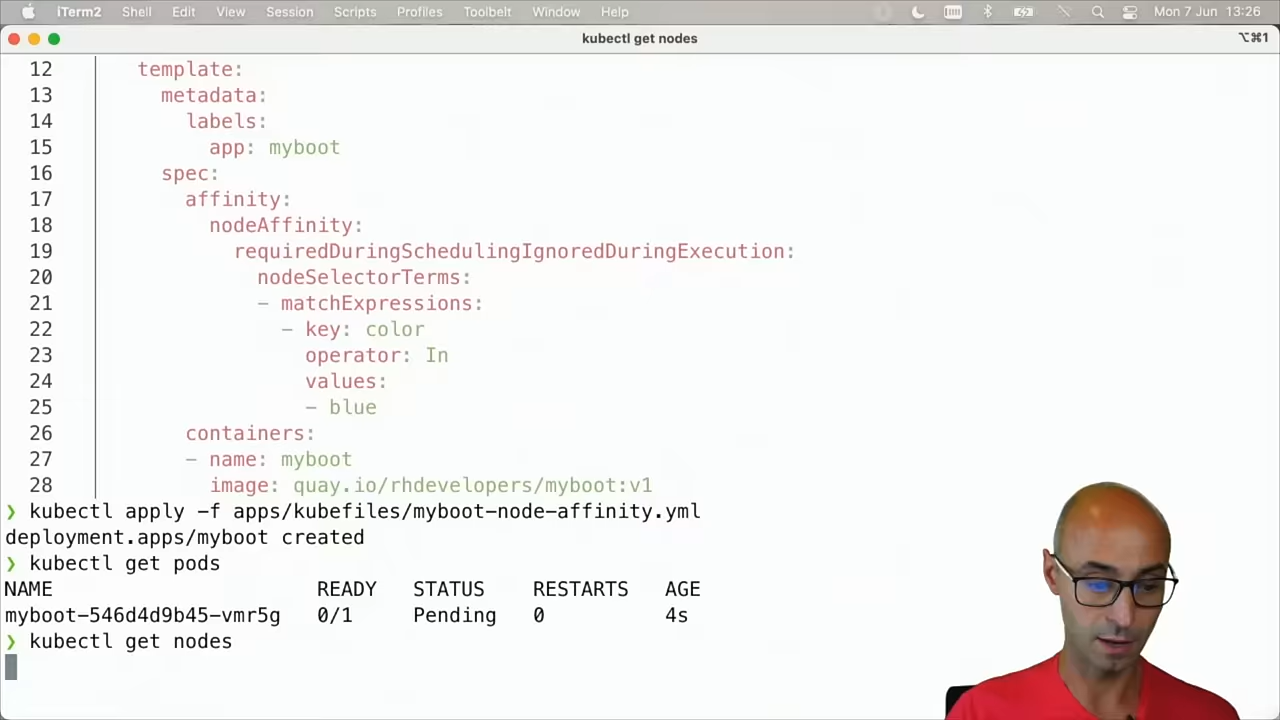 iTerm2 Shell Edit View Session Scripts Profiles Toolbelt Window Help Mon 7 Jun 13:26
kubectl get nodes ⌥⌘1
12 template:
13 metadata:
14 labels:
15 app: myboot
16 spec:
17 affinity:
18 nodeAffinity:
19 requiredDuringSchedulingIgnoredDuringExecution:
20 nodeSelectorTerms:
21 - matchExpressions:
22 - key: color
23 operator: In
24 values:
25 - blue
26 containers:
27 - name: myboot
28 image: quay.io/rhdevelopers/myboot:v1
❯ kubectl apply -f apps/kubefiles/myboot-node-affinity.yml
deployment.apps/myboot created
❯ kubectl get pods
NAME READY STATUS RESTARTS AGE
myboot-546d4d9b45-vmr5g 0/1 Pending 0 4s
❯ kubectl get nodes